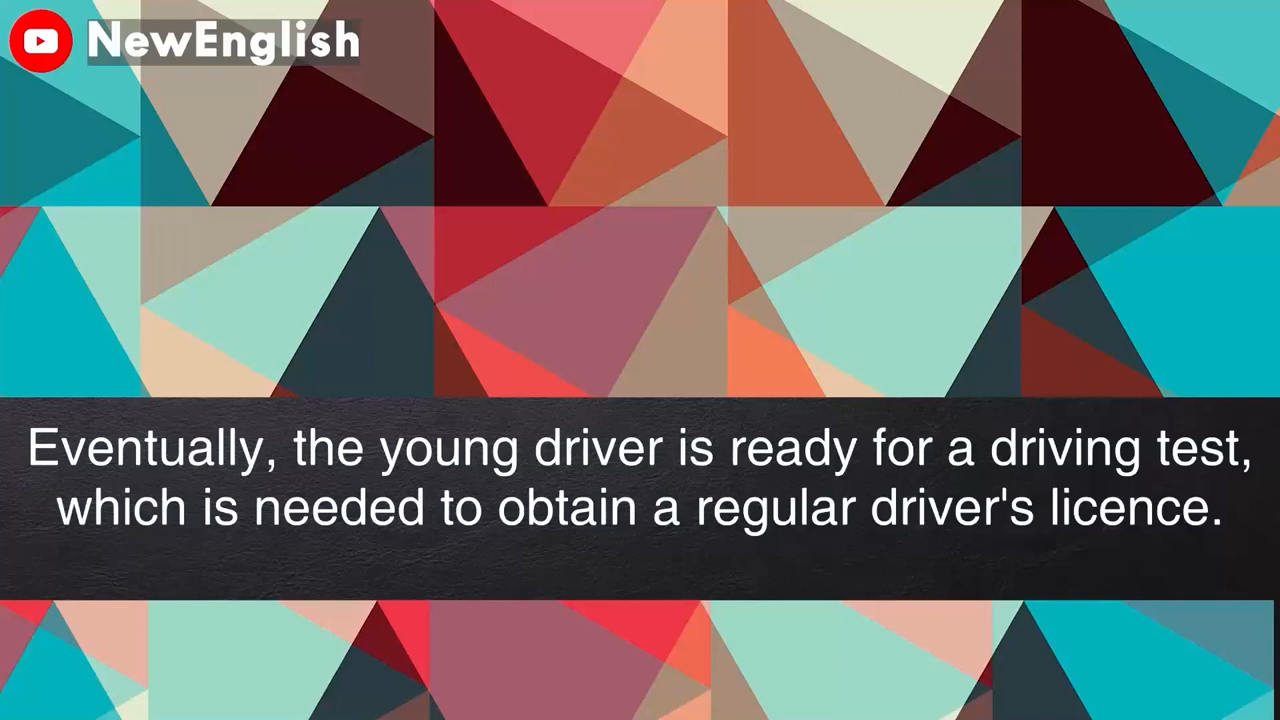 NewEnglish
Eventually, the young driver is ready for a driving test,
which is needed to obtain a regular driver's licence.